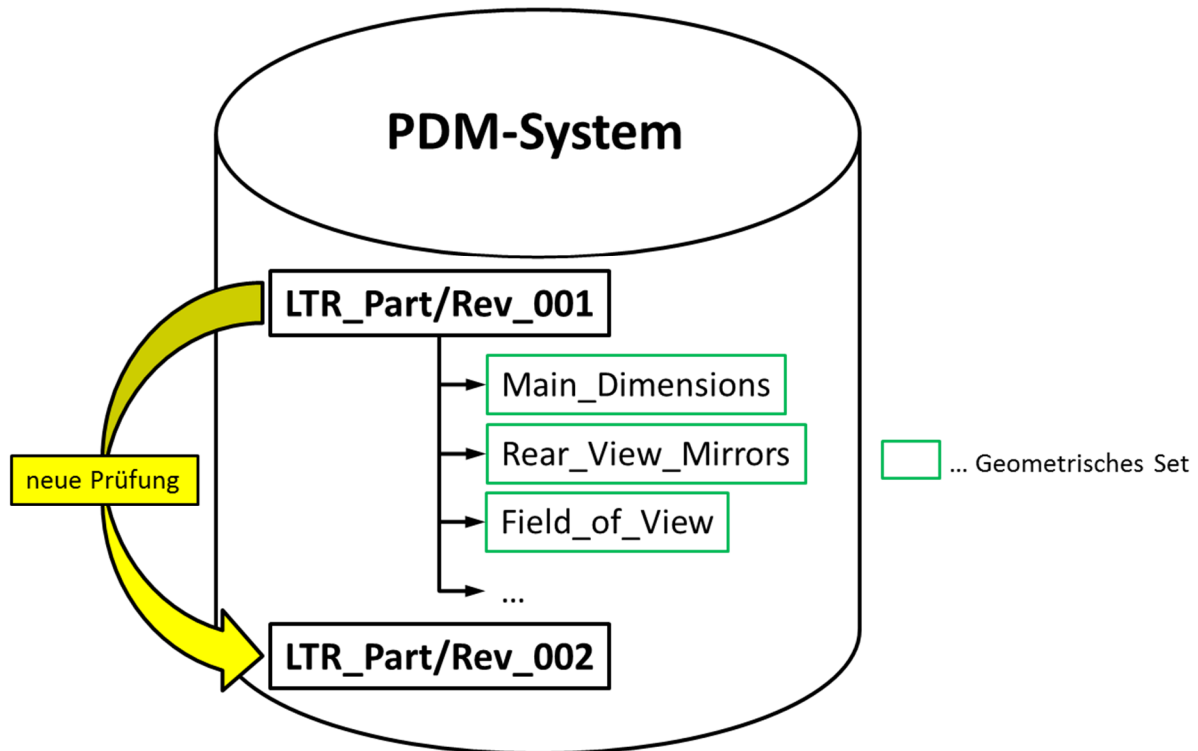 PDM-System
LTR_Part/Rev_001
Main_Dimensions
Rear_View_Mirrors
Field_of_View
...
neue Prüfung
... Geometrisches Set
LTR_Part/Rev_002